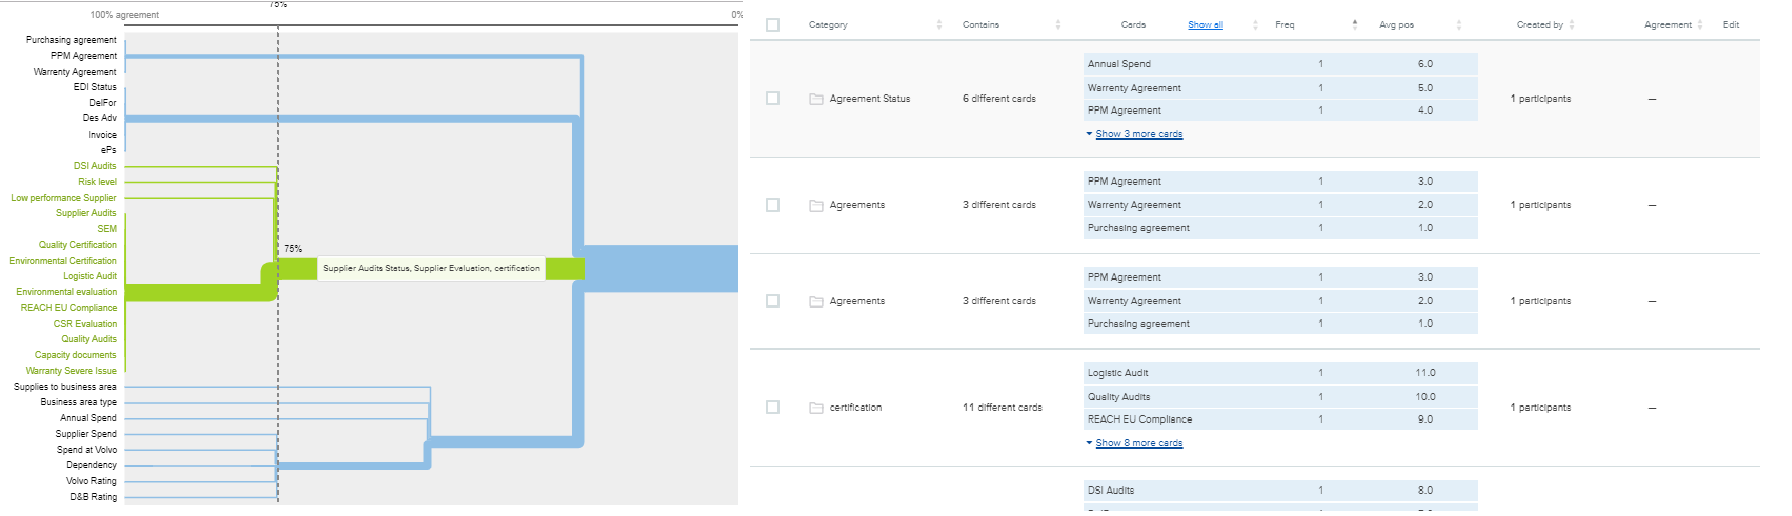 75%
100% agreement
0%
Purchasing agreement
PPM Agreement
Warrenty Agreement
EDI Status
DelFor
Des Adv
Invoice
ePs
DSI Audits
Risk level
Low performance Supplier
Supplier Audits
SEM
Quality Certification
Environmental Certification
Logistic Audit
Environmental evaluation
REACH EU Compliance
CSR Evaluation
Quality Audits
Capacity documents
Warranty Severe Issue
Supplies to business area
Business area type
Annual Spend
Supplier Spend
Spend at Volvo
Dependency
Volvo Rating
D&B Rating
75%
Supplier Audits Status, Supplier Evaluation, certification
Category Contains Cards Show all Freq Avg pos Created by Agreement Edit
Annual Spend 1 6.0
Warrenty Agreement 1 5.0
Agreement Status 6 different cards 1 participants —
PPM Agreement 1 4.0
Show 3 more cards
PPM Agreement 1 3.0
Agreements 3 different cards Warrenty Agreement 1 2.0 1 participants —
Purchasing agreement 1 1.0
PPM Agreement 1 3.0
Agreements 3 different cards Warrenty Agreement 1 2.0 1 participants —
Purchasing agreement 1 1.0
Logistic Audit 1 11.0
Quality Audits 1 10.0
certification 11 different cards 1 participants —
REACH EU Compliance 1 9.0
Show 8 more cards
DSI Audits 1 8.0